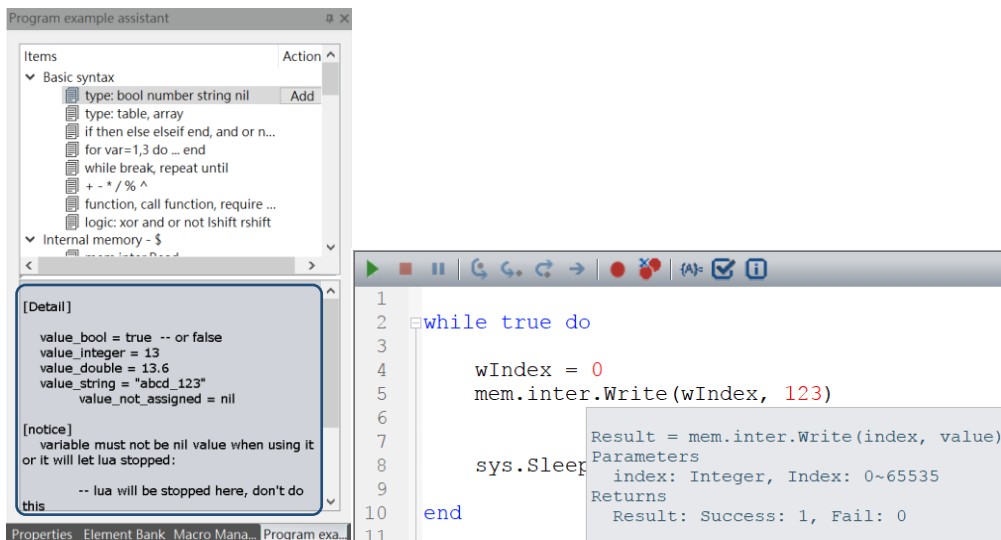 Program example assistant
Items Action
Basic syntax
type: bool number string nil Add
type: table, array
if then else elseif end, and or n...
for var=1,3 do ... end
while break, repeat until
+ - * / % ^
function, call function, require ...
logic: xor and or not lshift rshift
Internal memory - $
[Detail]
value_bool = true -- or false
value_integer = 13
value_double = 13.6
value_string = "abcd_123"
value_not_assigned = nil
[notice]
variable must not be nil value when using it
or it will let lua stopped:
-- lua will be stopped here, don't do
this
Properties Element Bank Macro Mana... Program exa...
{A}=
1
2 while true do
3
4 wIndex = 0
5 mem.inter.Write(wIndex, 123)
6
7 Result = mem.inter.Write(index, value)
Parameters
8 sys.Sleep
index: Integer, Index: 0~65535
9 Returns
10 end Result: Success: 1, Fail: 0
11